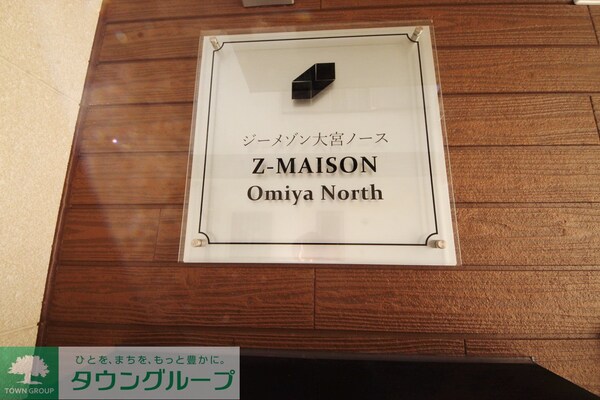 ジーメゾン大宮ノース
Z-MAISON
Omiya North
ひとを、まちを、もっと豊かに。
タウングループ
TOWN GROUP